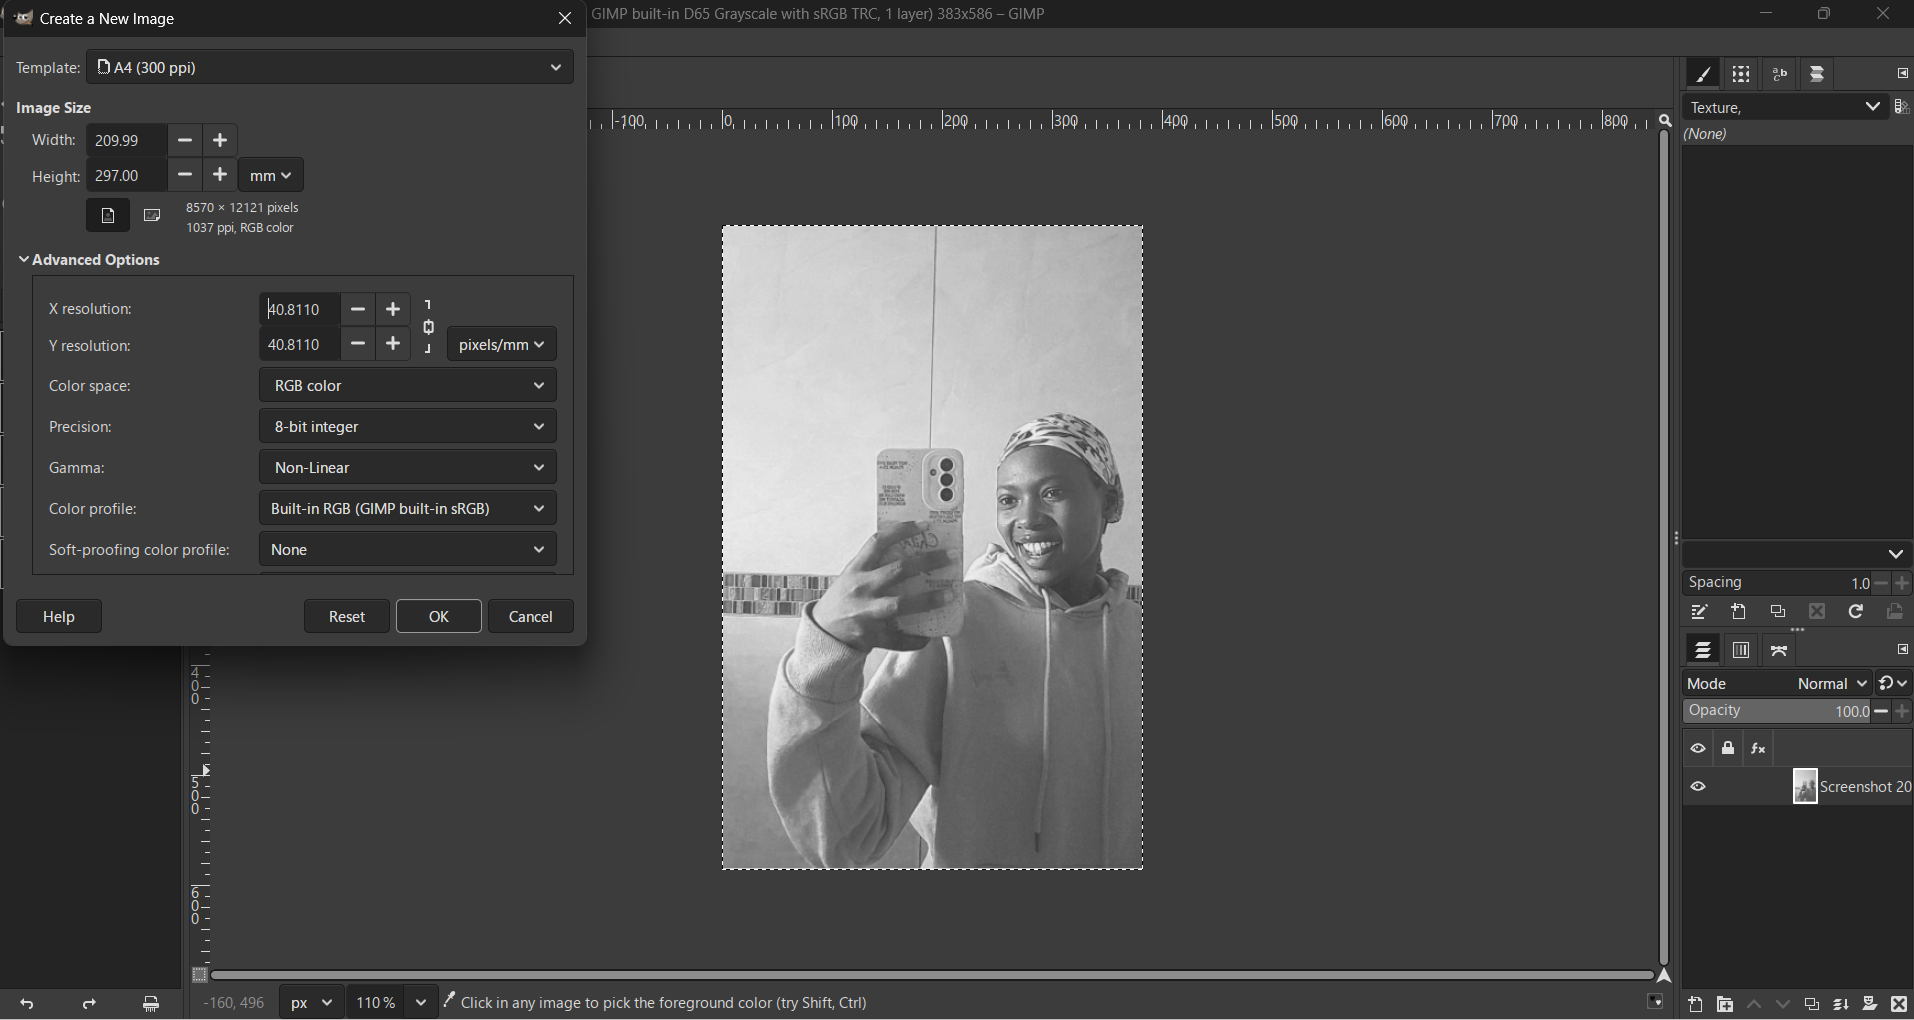 Create a New Image
GIMP built-in D65 Grayscale with sRGB TRC, 1 layer) 383x586 – GIMP
Template: A4 (300 ppi)
Image Size
Width: 209.99
Height: 297.00 mm
8570 × 12121 pixels
1037 ppi, RGB color
Advanced Options
X resolution: 40.8110
Y resolution: 40.8110 pixels/mm
Color space: RGB color
Precision: 8-bit integer
Gamma: Non-Linear
Color profile: Built-in RGB (GIMP built-in sRGB)
Soft-proofing color profile: None
Help Reset OK Cancel
-100 0 100 200 300 400 500 600 700 800
400
500
600
Texture,
(None)
Spacing 1.0
Mode Normal
Opacity 100.0
fx
Screenshot 20
-160, 496 px 110 % Click in any image to pick the foreground color (try Shift, Ctrl)